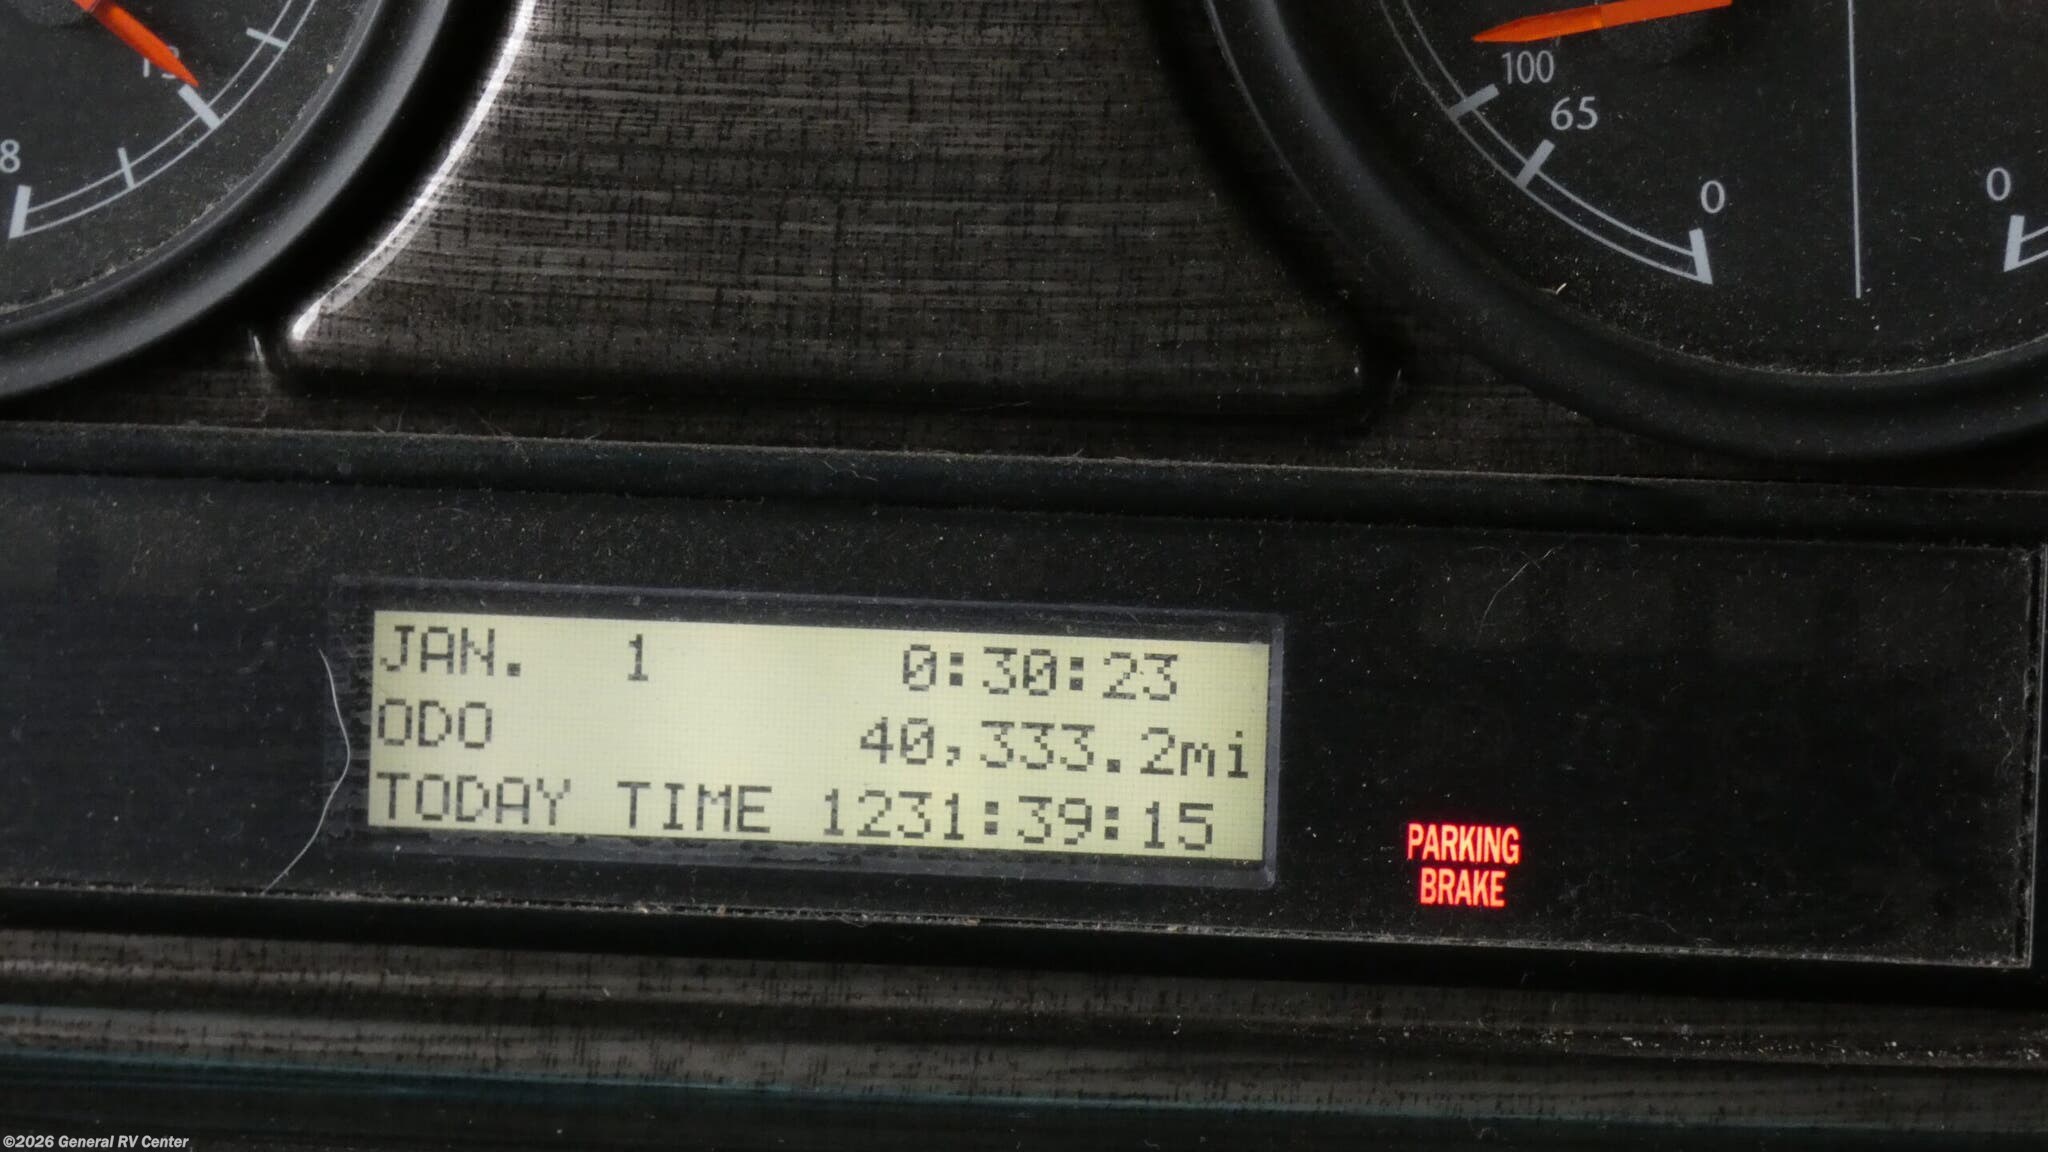 13
8
100
65
0
0
JAN. 1 0:30:23
ODO 40,333.2mi
TODAY TIME 1231:39:15
PARKING
BRAKE
©2026 General RV Center